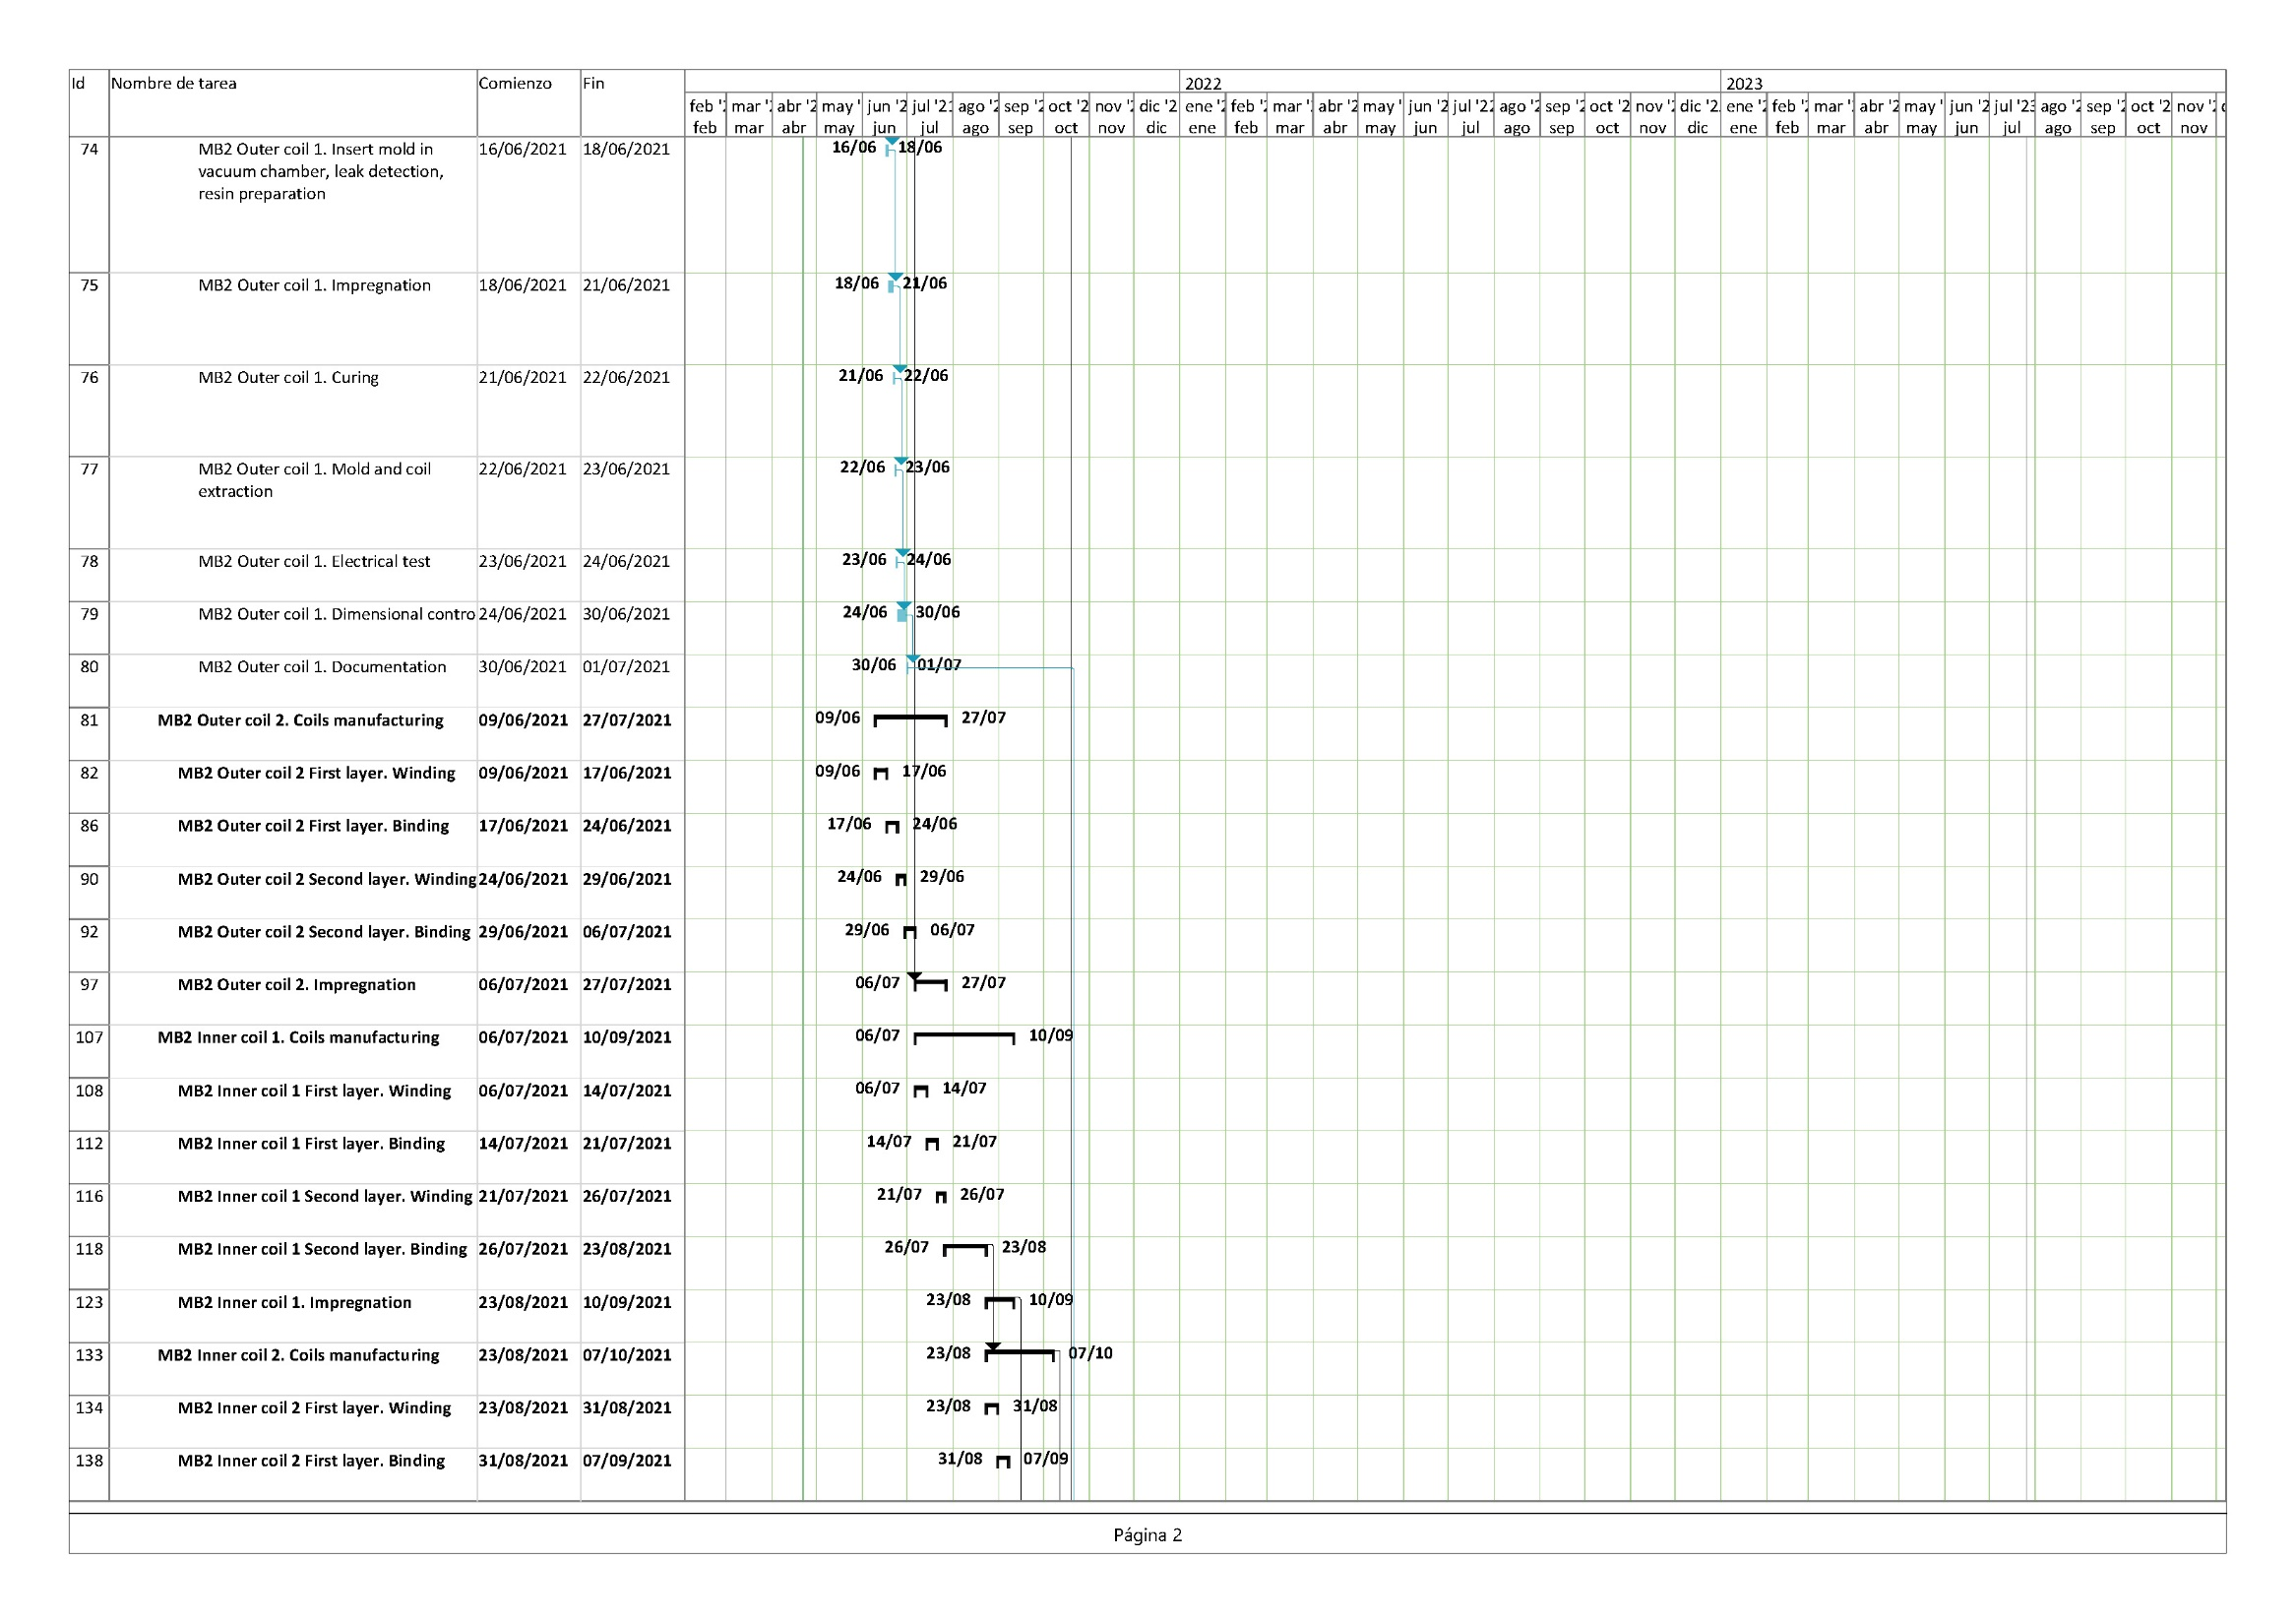 Id Nombre de tarea Comienzo Fin
2022 2023
feb '2 mar '2 abr '2 may ' jun '2 jul '21 ago '2 sep '2 oct '2 nov '2 dic '2 ene '2 feb '2 mar ' abr '2 may ' jun '2 jul '22 ago '2 sep '2 oct '2 nov '2 dic '2 ene '2 feb '2 mar ' abr '2 may ' jun '2 jul '23 ago '2 sep '2 oct '2 nov '2 d
feb mar abr may jun jul ago sep oct nov dic ene feb mar abr may jun jul ago sep oct nov dic ene feb mar abr may jun jul ago sep oct nov
74 MB2 Outer coil 1. Insert mold in 16/06/2021 18/06/2021 16/06 18/06
vacuum chamber, leak detection,
resin preparation
75 MB2 Outer coil 1. Impregnation 18/06/2021 21/06/2021 18/06 21/06
76 MB2 Outer coil 1. Curing 21/06/2021 22/06/2021 21/06 22/06
77 MB2 Outer coil 1. Mold and coil 22/06/2021 23/06/2021 22/06 23/06
extraction
78 MB2 Outer coil 1. Electrical test 23/06/2021 24/06/2021 23/06 24/06
79 MB2 Outer coil 1. Dimensional contro 24/06/2021 30/06/2021 24/06 30/06
80 MB2 Outer coil 1. Documentation 30/06/2021 01/07/2021 30/06 01/07
81 MB2 Outer coil 2. Coils manufacturing 09/06/2021 27/07/2021 09/06 27/07
82 MB2 Outer coil 2 First layer. Winding 09/06/2021 17/06/2021 09/06 17/06
86 MB2 Outer coil 2 First layer. Binding 17/06/2021 24/06/2021 17/06 24/06
90 MB2 Outer coil 2 Second layer. Winding 24/06/2021 29/06/2021 24/06 29/06
92 MB2 Outer coil 2 Second layer. Binding 29/06/2021 06/07/2021 29/06 06/07
97 MB2 Outer coil 2. Impregnation 06/07/2021 27/07/2021 06/07 27/07
107 MB2 Inner coil 1. Coils manufacturing 06/07/2021 10/09/2021 06/07 10/09
108 MB2 Inner coil 1 First layer. Winding 06/07/2021 14/07/2021 06/07 14/07
112 MB2 Inner coil 1 First layer. Binding 14/07/2021 21/07/2021 14/07 21/07
116 MB2 Inner coil 1 Second layer. Winding 21/07/2021 26/07/2021 21/07 26/07
118 MB2 Inner coil 1 Second layer. Binding 26/07/2021 23/08/2021 26/07 23/08
123 MB2 Inner coil 1. Impregnation 23/08/2021 10/09/2021 23/08 10/09
133 MB2 Inner coil 2. Coils manufacturing 23/08/2021 07/10/2021 23/08 07/10
134 MB2 Inner coil 2 First layer. Winding 23/08/2021 31/08/2021 23/08 31/08
138 MB2 Inner coil 2 First layer. Binding 31/08/2021 07/09/2021 31/08 07/09
Página 2